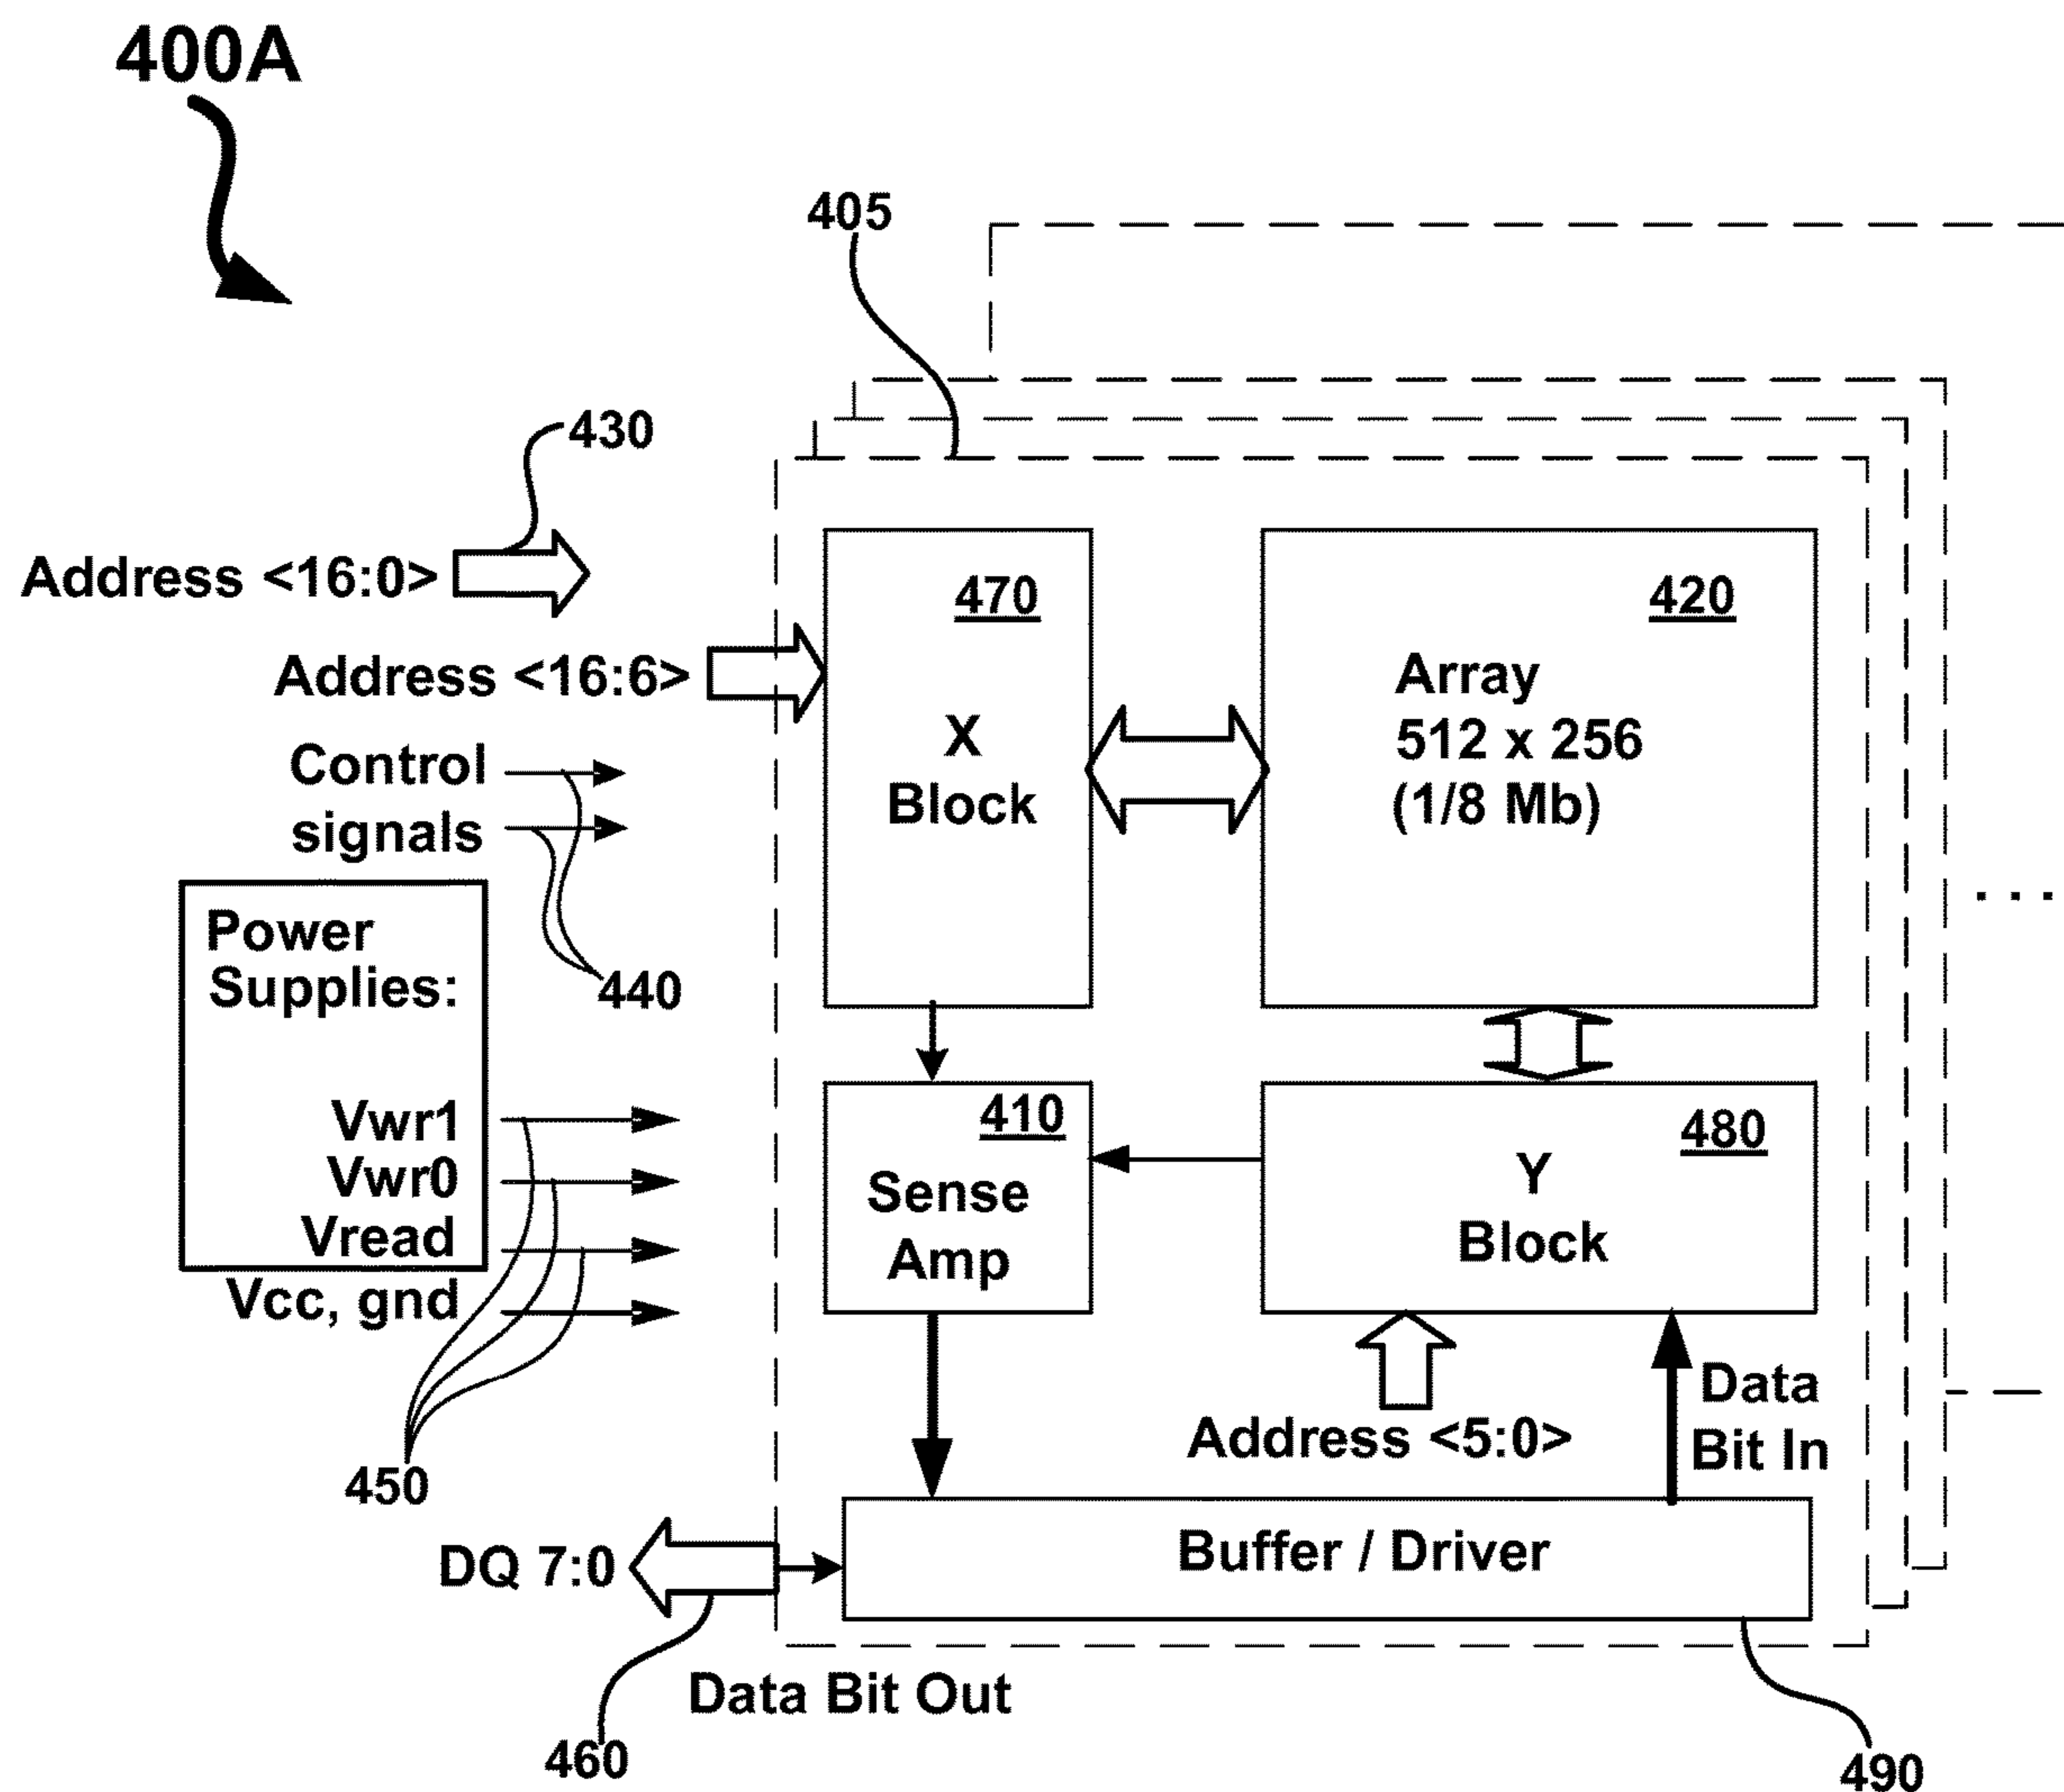 400A
405
430
Address <16:0>
Address <16:6>
470
X
Block
420
Array
512 x 256
(1/8 Mb)
Control
signals
440
. . .
Power
Supplies:
Vwr1
Vwr0
Vread
Vcc, gnd
450
410
Sense
Amp
480
Y
Block
Address <5:0>
Data
Bit In
DQ 7:0
Buffer / Driver
Data Bit Out
460
490